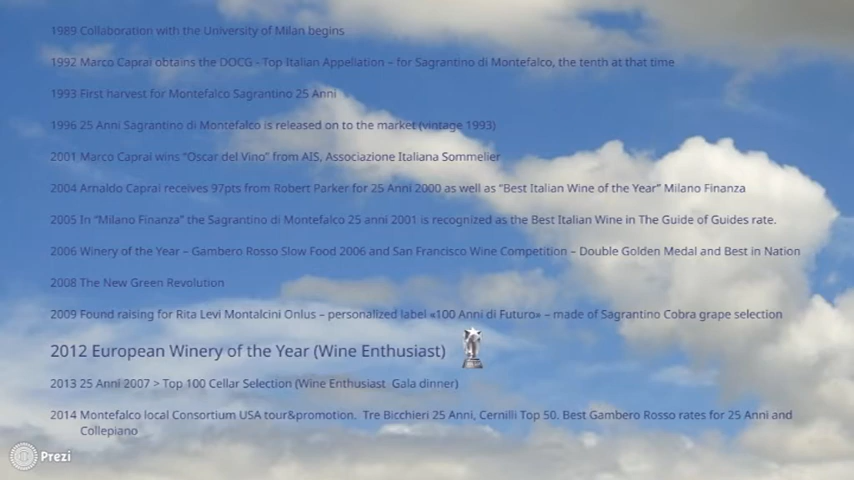 1989 Collaboration with the University of Milan begins
1992 Marco Caprai obtains the DOCG - Top Italian Appellation – for Sagrantino di Montefalco, the tenth at that time
1993 First harvest for Montefalco Sagrantino 25 Anni
1996 25 Anni Sagrantino di Montefalco is released on to the market (vintage 1993)
2001 Marco Caprai wins “Oscar del Vino” from AIS, Associazione Italiana Sommelier
2004 Arnaldo Caprai receives 97pts from Robert Parker for 25 Anni 2000 as well as “Best Italian Wine of the Year” Milano Finanza
2005 In “Milano Finanza” the Sagrantino di Montefalco 25 anni 2001 is recognized as the Best Italian Wine in The Guide of Guides rate.
2006 Winery of the Year – Gambero Rosso Slow Food 2006 and San Francisco Wine Competition – Double Golden Medal and Best in Nation
2008 The New Green Revolution
2009 Found raising for Rita Levi Montalcini Onlus – personalized label «100 Anni di Futuro» – made of Sagrantino Cobra grape selection
2012 European Winery of the Year (Wine Enthusiast)
2013 25 Anni 2007 > Top 100 Cellar Selection (Wine Enthusiast Gala dinner)
2014 Montefalco local Consortium USA tour&promotion. Tre Bicchieri 25 Anni, Cernilli Top 50. Best Gambero Rosso rates for 25 Anni and
Collepiano
Prezi